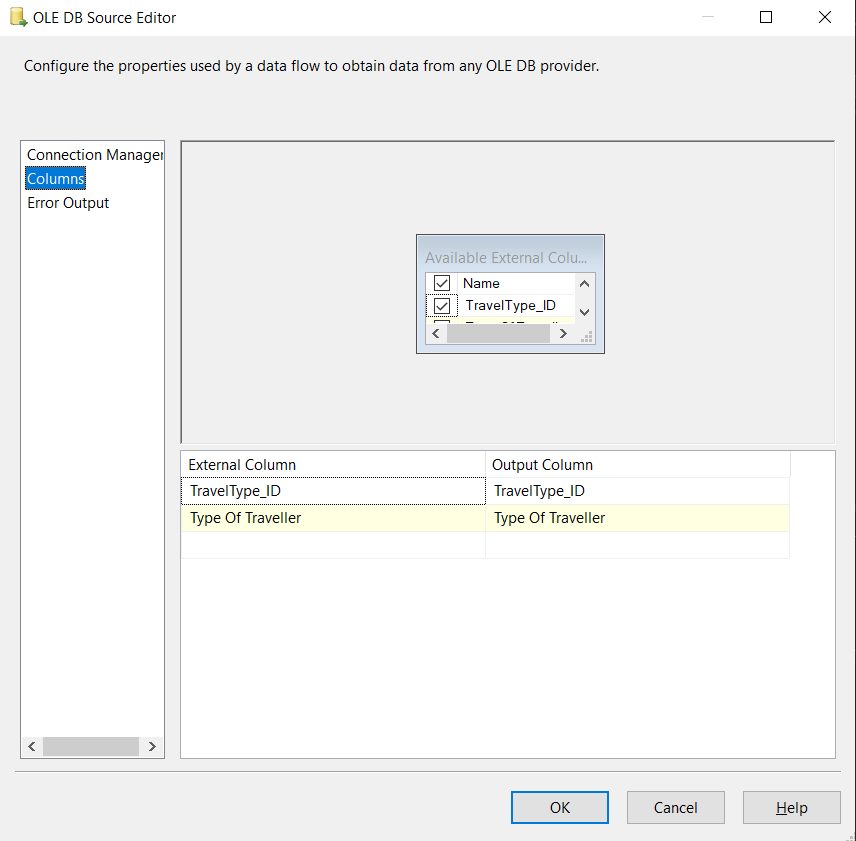 OLE DB Source Editor
Configure the properties used by a data flow to obtain data from any OLE DB provider.
Connection Manager
Columns
Error Output
Available External Colu...
Name
TravelType_ID
External Column Output Column
TravelType_ID TravelType_ID
Type Of Traveller Type Of Traveller
OK Cancel Help